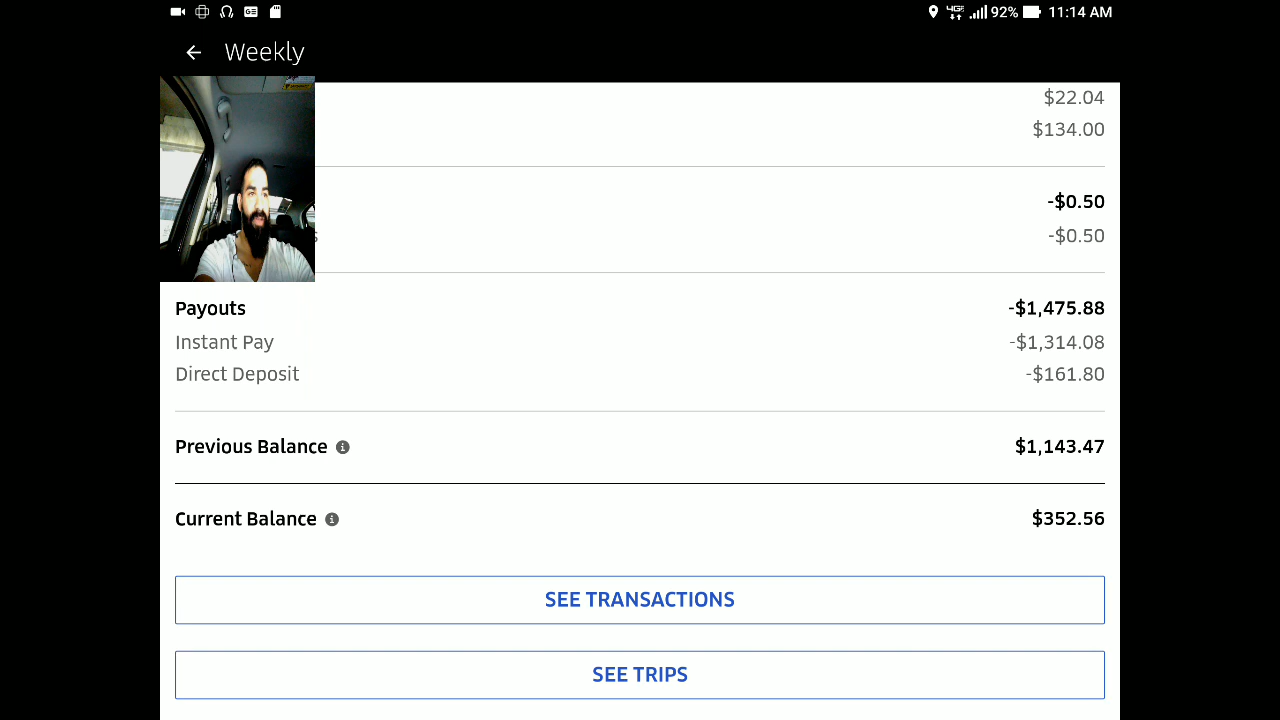 92% 11:14 AM
Weekly
$22.04
$134.00
-$0.50
-$0.50
Payouts -$1,475.88
Instant Pay -$1,314.08
Direct Deposit -$161.80
Previous Balance $1,143.47
Current Balance $352.56
SEE TRANSACTIONS
SEE TRIPS